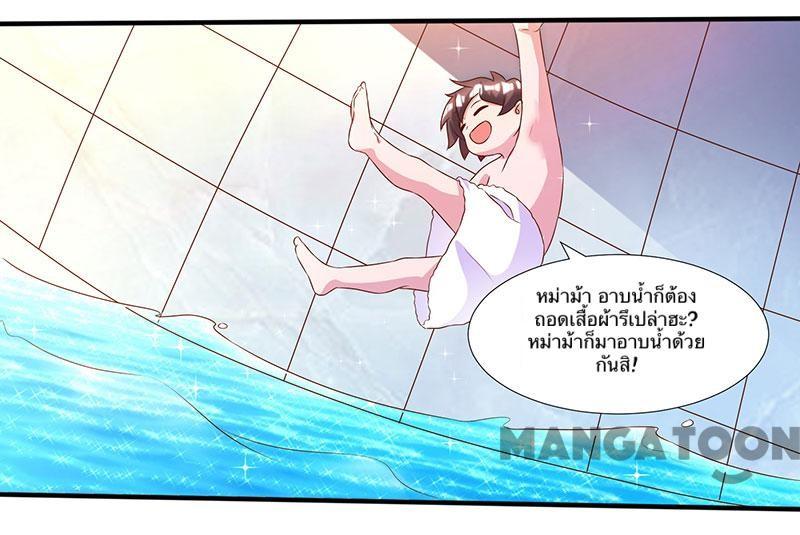 หม่าม้า อาบน้ำก็ต้อง
ถอดเสื้อผ้ารึเปล่าฮะ?
หม่าม้าก็มาอาบน้ำด้วย
กันสิ!
MANGATOON